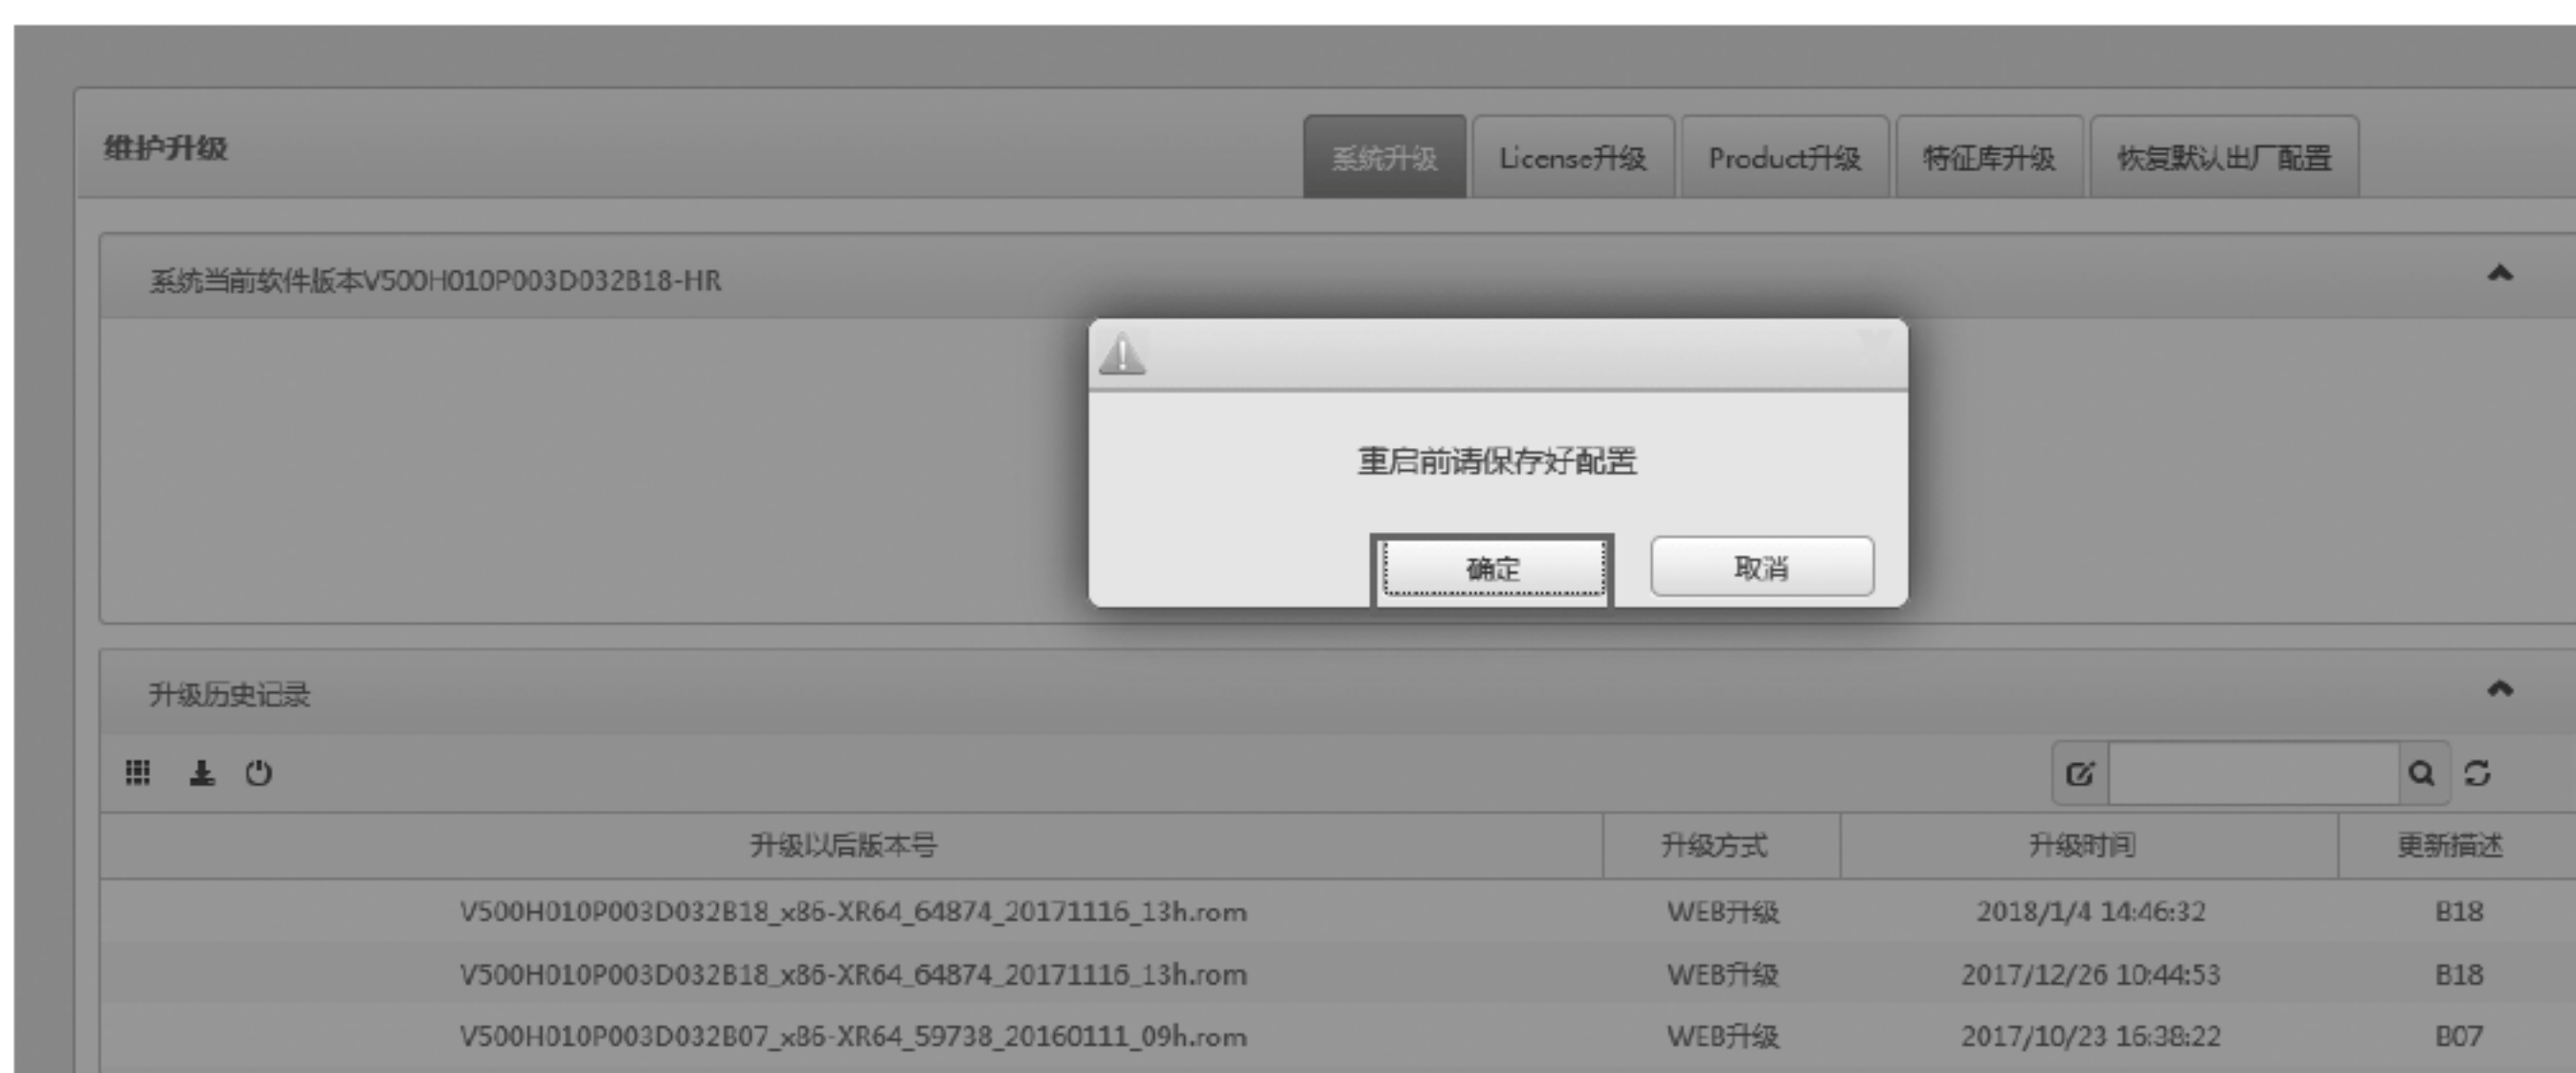 维护升级
系统升级 License升级 Product升级 特征库升级 恢复默认出厂配置
系统当前软件版本V500H010P003D032B18-HR
重启前请保存好配置
确定 取消
升级历史记录
升级以后版本号 升级方式 升级时间 更新描述
V500H010P003D032B18_x86-XR64_64874_20171116_13h.rom WEB升级 2018/1/4 14:46:32 B18
V500H010P003D032B18_x86-XR64_64874_20171116_13h.rom WEB升级 2017/12/26 10:44:53 B18
V500H010P003D032B07_x86-XR64_59738_20160111_09h.rom WEB升级 2017/10/23 16:38:22 B07